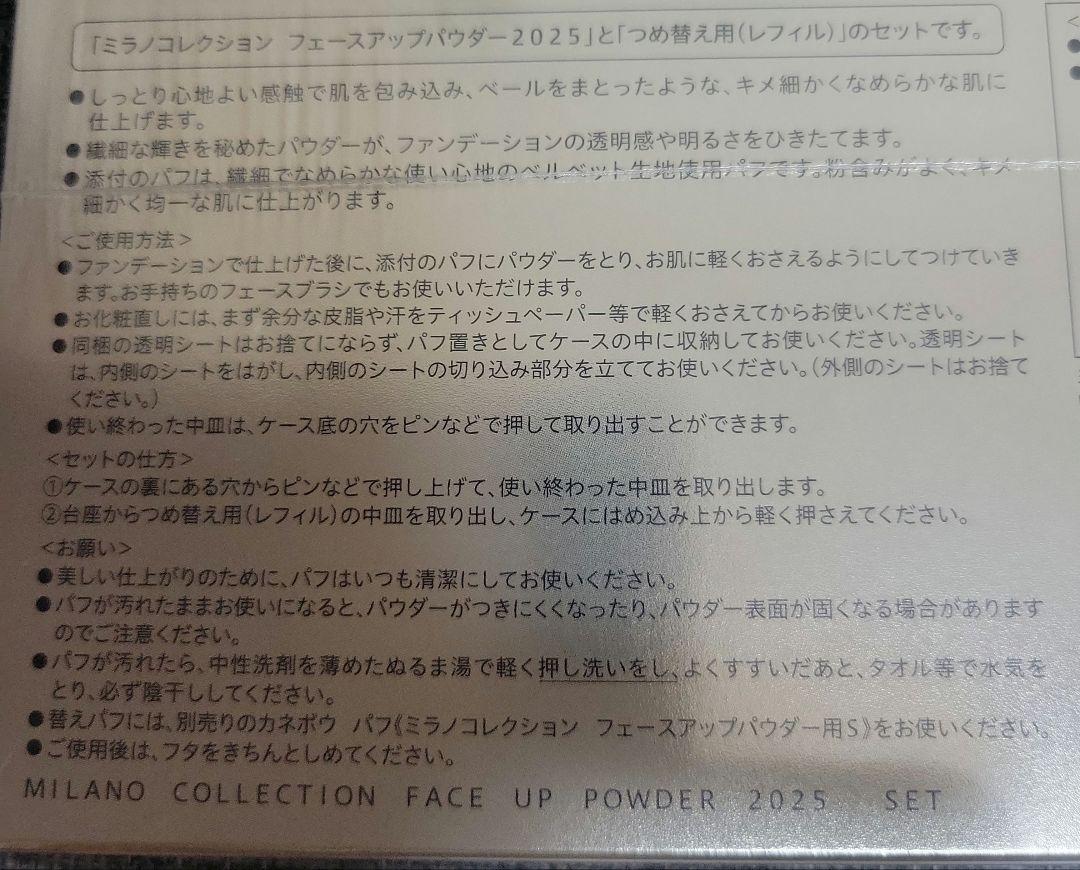 「ミラノコレクション フェースアップパウダー2025」と「つめ替え用(レフィル)」のセットです。
●しっとり心地よい感触で肌を包み込み、ベールをまとったような、キメ細かくなめらかな肌に
仕上げます。
●繊細な輝きを秘めたパウダーが、ファンデーションの透明感や明るさをひきたてます。
●添付のパフは、繊細でなめらかな使い心地のベルベット生地使用パフです。粉含みがよく、キメ
細かく均一な肌に仕上がります。
<ご使用方法>
●ファンデーションで仕上げた後に、添付のパフにパウダーをとり、お肌に軽くおさえるようにしてつけていき
ます。お手持ちのフェースブラシでもお使いいただけます。
●お化粧直しには、まず余分な皮脂や汗をティッシュペーパー等で軽くおさえてからお使いください。
●同梱の透明シートはお捨てにならず、パフ置きとしてケースの中に収納してお使いください。透明シート
は、内側のシートをはがし、内側のシートの切り込み部分を立ててお使いください。(外側のシートはお捨て
ください。)
●使い終わった中皿は、ケース底の穴をピンなどで押して取り出すことができます。
<セットの仕方>
①ケースの裏にある穴からピンなどで押し上げて、使い終わった中皿を取り出します。
②台座からつめ替え用(レフィル)の中皿を取り出し、ケースにはめ込み上から軽く押さえてください。
<お願い>
●美しい仕上がりのために、パフはいつも清潔にしてお使いください。
●パフが汚れたままお使いになると、パウダーがつきにくくなったり、パウダー表面が固くなる場合があります
のでご注意ください。
●パフが汚れたら、中性洗剤を薄めたぬるま湯で軽く押し洗いをし、よくすすいだあと、タオル等で水気を
とり、必ず陰干ししてください。
●替えパフには、別売りのカネボウ パフ《ミラノコレクション フェースアップパウダー用S》をお使いください。
●ご使用後は、フタをきちんとしめてください。
MILANO COLLECTION FACE UP POWDER 2025 SET